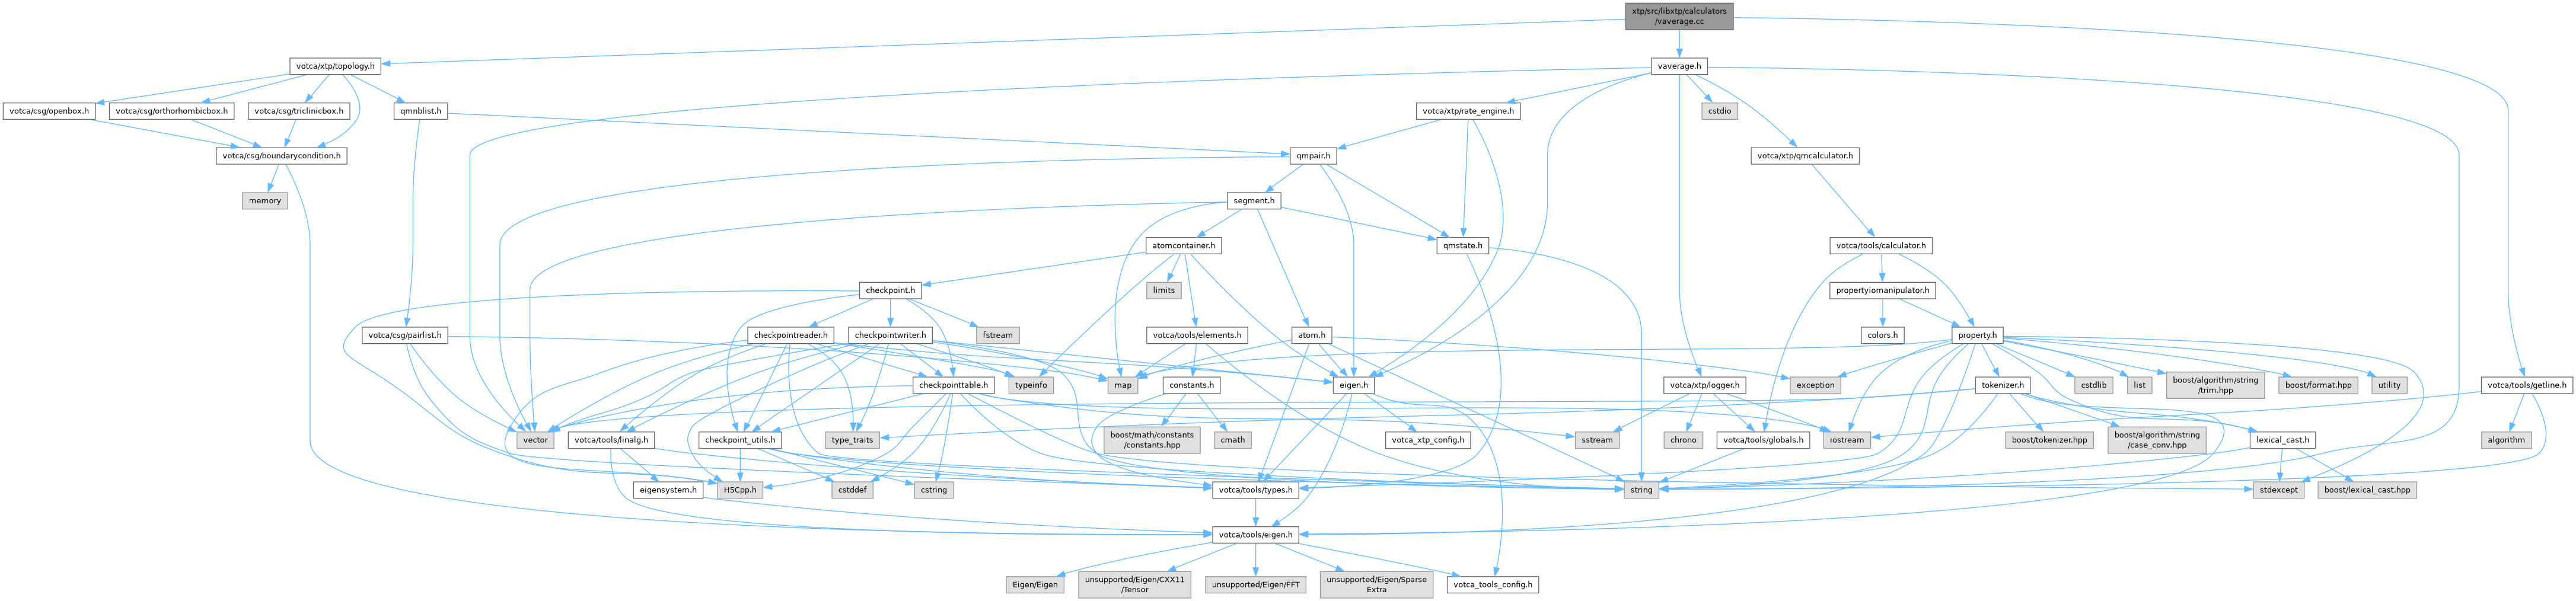 xtp/src/libxtp/calculators
/vaverage.cc
votca/xtp/topology.h
vaverage.h
votca/csg/openbox.h
votca/csg/orthorhombicbox.h
votca/csg/triclinicbox.h
qmnblist.h
votca/xtp/rate_engine.h
cstdio
votca/csg/boundarycondition.h
qmpair.h
votca/xtp/qmcalculator.h
memory
segment.h
atomcontainer.h
qmstate.h
votca/tools/calculator.h
checkpoint.h
limits
propertyiomanipulator.h
votca/csg/pairlist.h
checkpointreader.h
checkpointwriter.h
fstream
votca/tools/elements.h
atom.h
colors.h
property.h
checkpointtable.h
typeinfo
map
constants.h
eigen.h
votca/xtp/logger.h
exception
tokenizer.h
cstdlib
list
boost/algorithm/string
/trim.hpp
boost/format.hpp
utility
votca/tools/getline.h
vector
votca/tools/linalg.h
checkpoint_utils.h
type_traits
boost/math/constants
/constants.hpp
cmath
votca_xtp_config.h
sstream
chrono
votca/tools/globals.h
iostream
boost/tokenizer.hpp
boost/algorithm/string
/case_conv.hpp
lexical_cast.h
algorithm
eigensystem.h
H5Cpp.h
cstddef
cstring
votca/tools/types.h
string
stdexcept
boost/lexical_cast.hpp
votca/tools/eigen.h
Eigen/Eigen
unsupported/Eigen/CXX11
/Tensor
unsupported/Eigen/FFT
unsupported/Eigen/Sparse
Extra
votca_tools_config.h